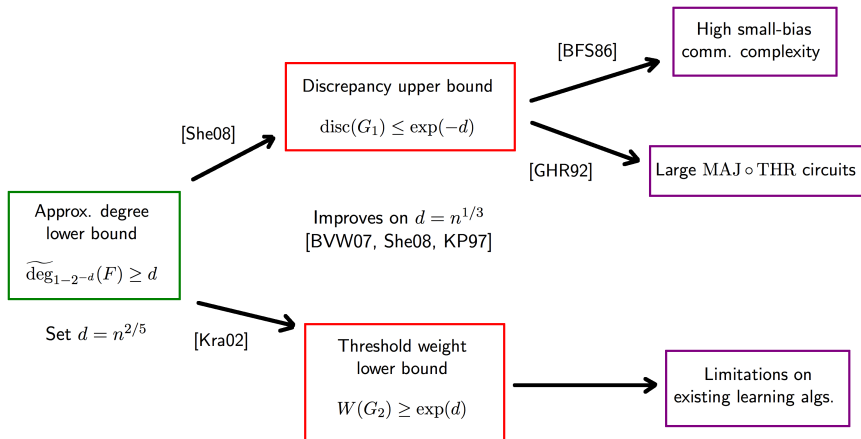 High small-bias
comm. complexity
[BFS86]
Discrepancy upper bound
disc(G₁) ≤ exp(−d)
[She08]
[GHR92]
Large MAJ ∘ THR circuits
Approx. degree
lower bound
d̃eg₁₋₂₋ᵈ(F) ≥ d
Improves on d = n^{1/3}
[BVW07, She08, KP97]
Set d = n^{2/5}
[Kra02]
Threshold weight
lower bound
W(G₂) ≥ exp(d)
Limitations on
existing learning algs.